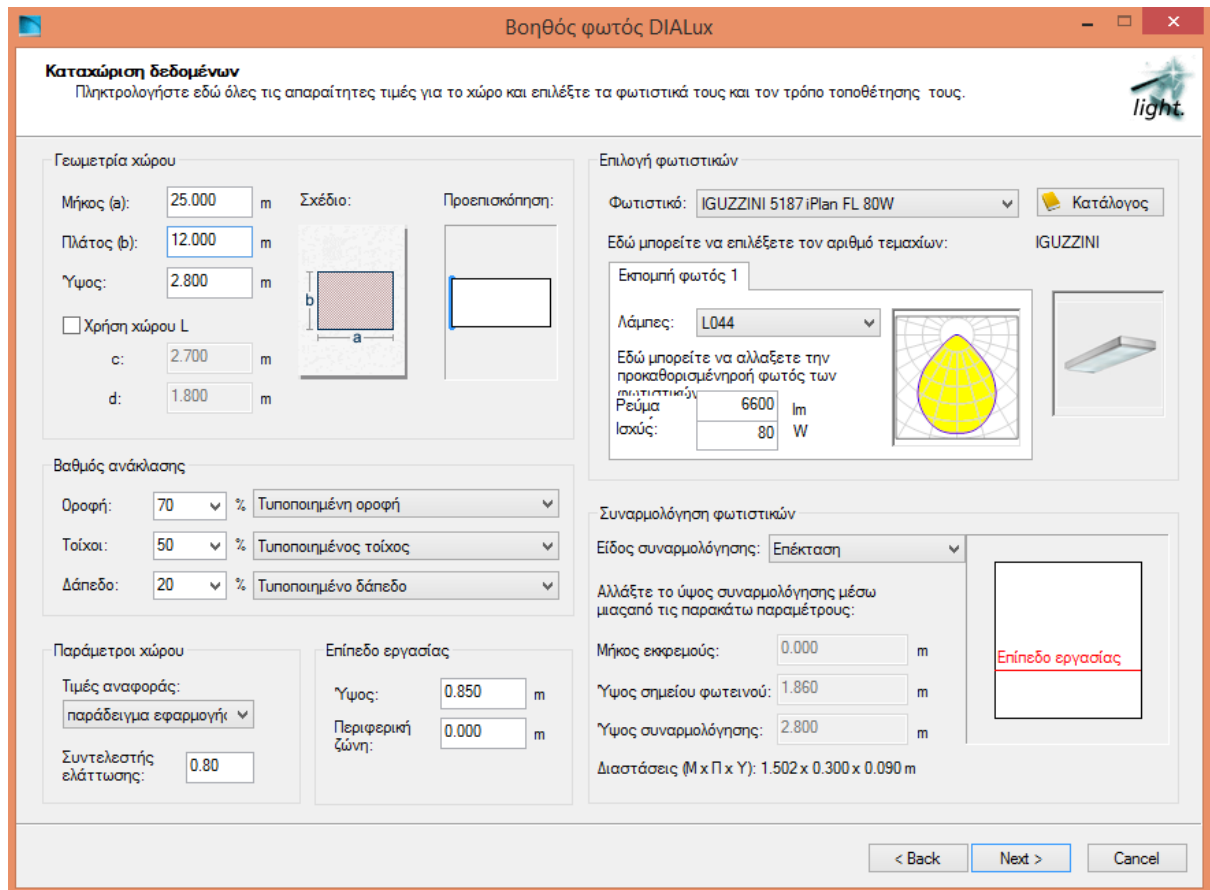 Βοηθός φωτός DIALux
Καταχώριση δεδομένων
Πληκτρολογήστε εδώ όλες τις απαραίτητες τιμές για το χώρο και επιλέξτε τα φωτιστικά τους και τον τρόπο τοποθέτησης τους.
light.
Γεωμετρία χώρου
Μήκος (a): 25.000 m
Σχέδιο:
Προεπισκόπηση:
Πλάτος (b): 12.000 m
Ύψος: 2.800 m
b
a
Χρήση χώρου L
c: 2.700 m
d: 1.800 m
Βαθμός ανάκλασης
Οροφή: 70 % Τυποποιημένη οροφή
Τοίχοι: 50 % Τυποποιημένος τοίχος
Δάπεδο: 20 % Τυποποιημένο δάπεδο
Παράμετροι χώρου
Τιμές αναφοράς:
παράδειγμα εφαρμογής
Συντελεστής
ελάττωσης: 0.80
Επίπεδο εργασίας
Ύψος: 0.850 m
Περιφερική
ζώνη: 0.000 m
Επιλογή φωτιστικών
Φωτιστικό: IGUZZINI 5187 iPlan FL 80W
Κατάλογος
Εδώ μπορείτε να επιλέξετε τον αριθμό τεμαχίων:
IGUZZINI
Εκπομπή φωτός 1
Λάμπες: L044
Εδώ μπορείτε να αλλαξετε την
προκαθορισμένηροή φωτός των
φωτιστικών
Ρεύμα 6600 lm
Ισχύς: 80 W
Συναρμολόγηση φωτιστικών
Είδος συναρμολόγησης: Επέκταση
Αλλάξτε το ύψος συναρμολόγησης μέσω
μιαςαπό τις παρακάτω παραμέτρους:
Μήκος εκκρεμούς: 0.000 m
Ύψος σημείου φωτεινού: 1.860 m
Ύψος συναρμολόγησης: 2.800 m
Επίπεδο εργασίας
Διαστάσεις (Μ x Π x Υ): 1.502 x 0.300 x 0.090 m
< Back
Next >
Cancel